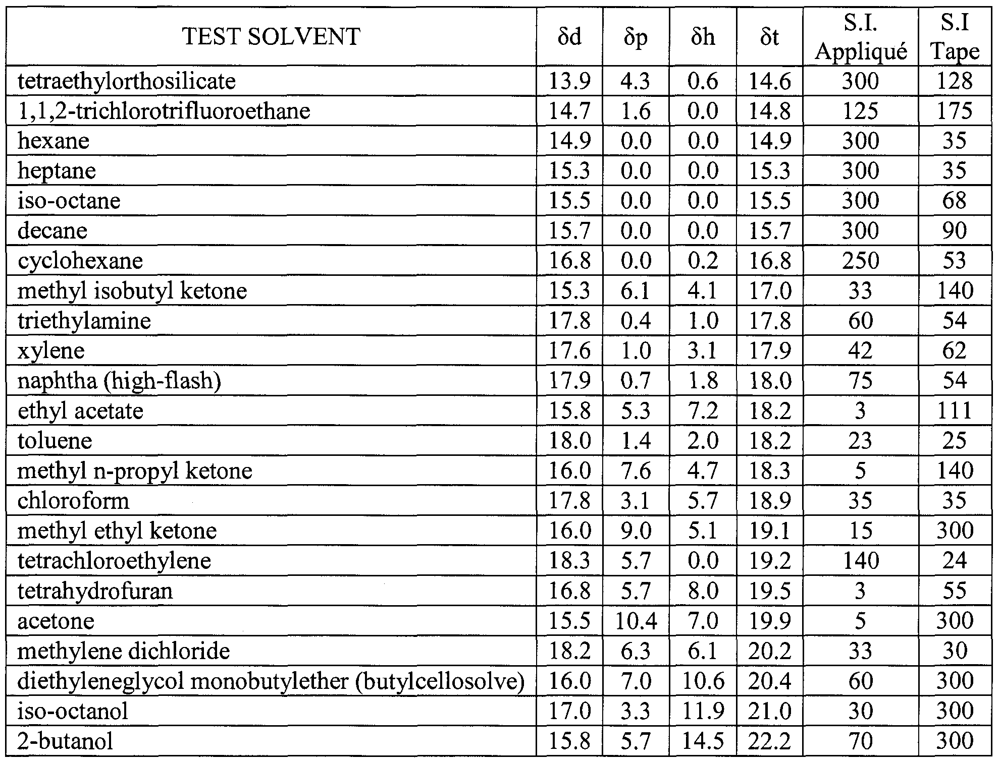 TEST SOLVENT δd δp δh δt S.I. Appliqué S.I Tape
tetraethylorthosilicate 13.9 4.3 0.6 14.6 300 128
1,1,2-trichlorotrifluoroethane 14.7 1.6 0.0 14.8 125 175
hexane 14.9 0.0 0.0 14.9 300 35
heptane 15.3 0.0 0.0 15.3 300 35
iso-octane 15.5 0.0 0.0 15.5 300 68
decane 15.7 0.0 0.0 15.7 300 90
cyclohexane 16.8 0.0 0.2 16.8 250 53
methyl isobutyl ketone 15.3 6.1 4.1 17.0 33 140
triethylamine 17.8 0.4 1.0 17.8 60 54
xylene 17.6 1.0 3.1 17.9 42 62
naphtha (high-flash) 17.9 0.7 1.8 18.0 75 54
ethyl acetate 15.8 5.3 7.2 18.2 3 111
toluene 18.0 1.4 2.0 18.2 23 25
methyl n-propyl ketone 16.0 7.6 4.7 18.3 5 140
chloroform 17.8 3.1 5.7 18.9 35 35
methyl ethyl ketone 16.0 9.0 5.1 19.1 15 300
tetrachloroethylene 18.3 5.7 0.0 19.2 140 24
tetrahydrofuran 16.8 5.7 8.0 19.5 3 55
acetone 15.5 10.4 7.0 19.9 5 300
methylene dichloride 18.2 6.3 6.1 20.2 33 30
diethyleneglycol monobutylether (butylcellosolve) 16.0 7.0 10.6 20.4 60 300
iso-octanol 17.0 3.3 11.9 21.0 30 300
2-butanol 15.8 5.7 14.5 22.2 70 300